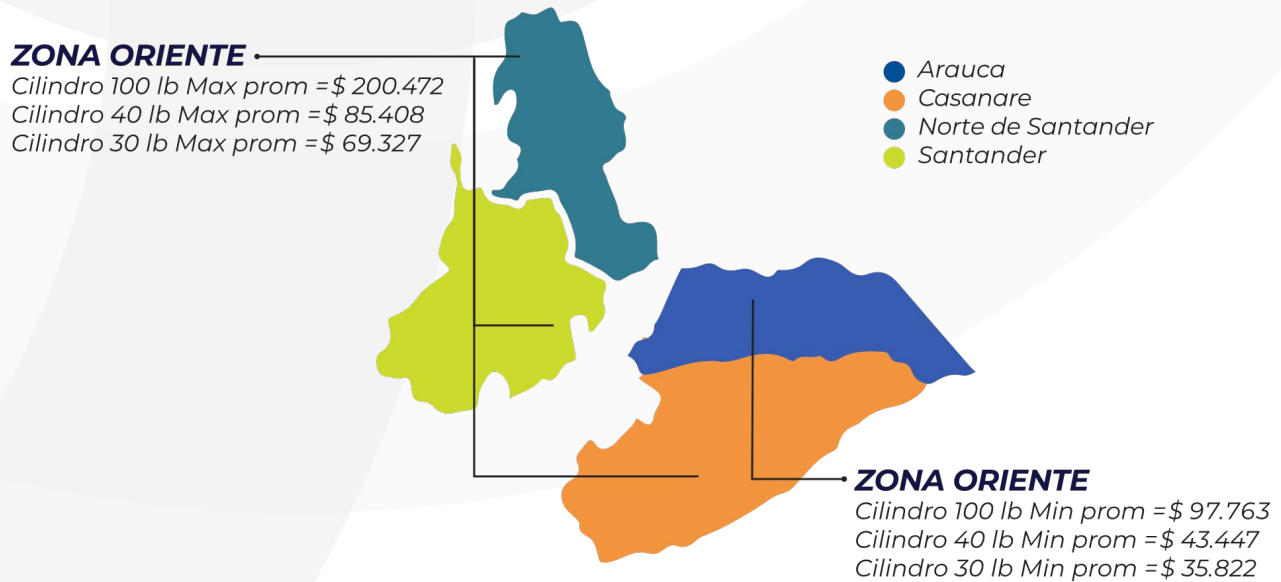 ZONA ORIENTE
Cilindro 100 lb Max prom =$ 200.472
Cilindro 40 lb Max prom =$ 85.408
Cilindro 30 lb Max prom =$ 69.327
Arauca
Casanare
Norte de Santander
Santander
ZONA ORIENTE
Cilindro 100 lb Min prom =$ 97.763
Cilindro 40 lb Min prom =$ 43.447
Cilindro 30 lb Min prom =$ 35.822